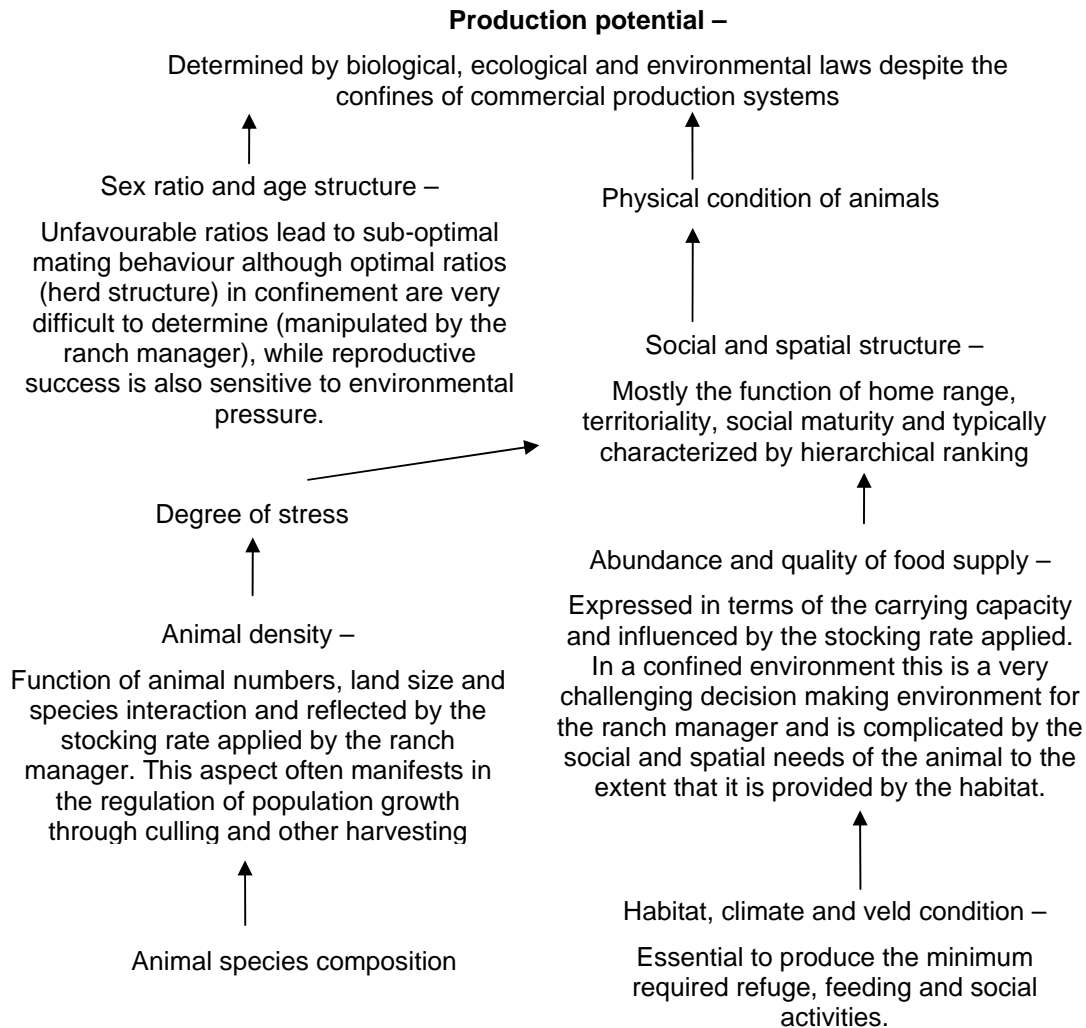 Production potential –
Determined by biological, ecological and environmental laws despite the
confines of commercial production systems
Sex ratio and age structure –
Unfavourable ratios lead to sub-optimal
mating behaviour although optimal ratios
(herd structure) in confinement are very
difficult to determine (manipulated by the
ranch manager), while reproductive
success is also sensitive to environmental
pressure.
Degree of stress
Animal density –
Function of animal numbers, land size and
species interaction and reflected by the
stocking rate applied by the ranch
manager. This aspect often manifests in
the regulation of population growth
through culling and other harvesting
Animal species composition
Physical condition of animals
Social and spatial structure –
Mostly the function of home range,
territoriality, social maturity and typically
characterized by hierarchical ranking
Abundance and quality of food supply –
Expressed in terms of the carrying capacity
and influenced by the stocking rate applied.
In a confined environment this is a very
challenging decision making environment for
the ranch manager and is complicated by the
social and spatial needs of the animal to the
extent that it is provided by the habitat.
Habitat, climate and veld condition –
Essential to produce the minimum
required refuge, feeding and social
activities.